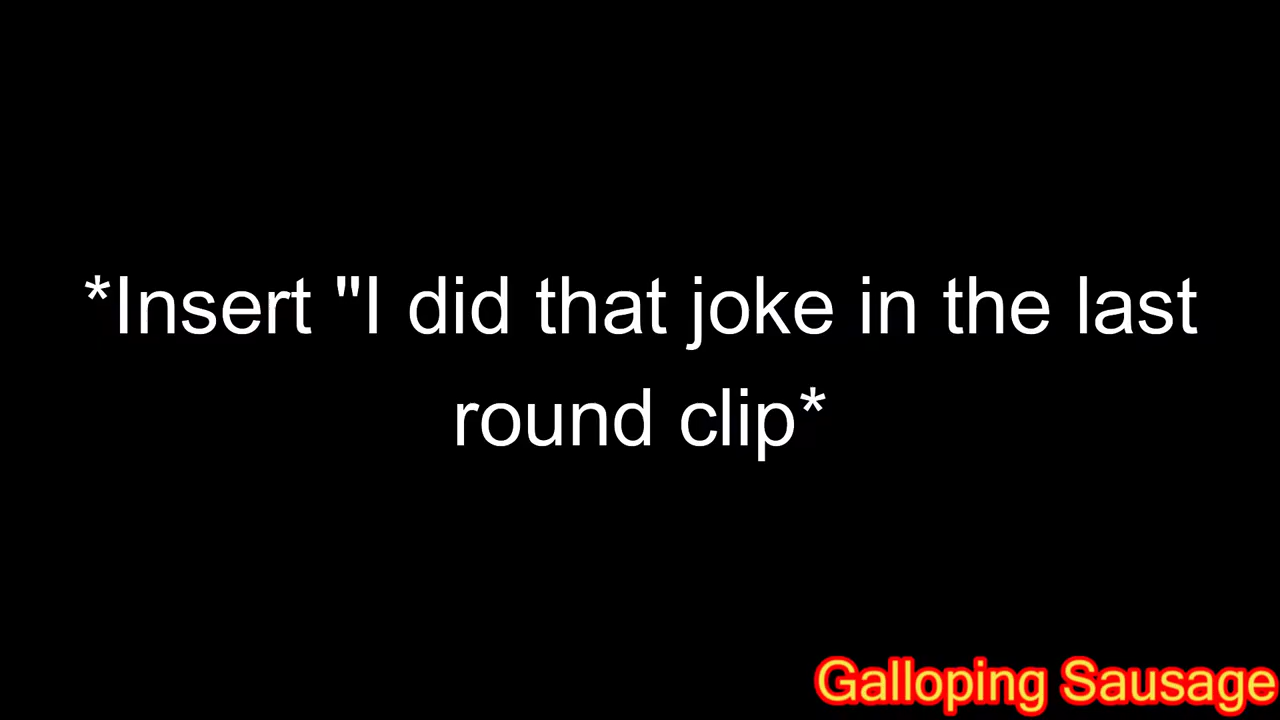 *Insert "I did that joke in the last
round clip*
Galloping Sausage